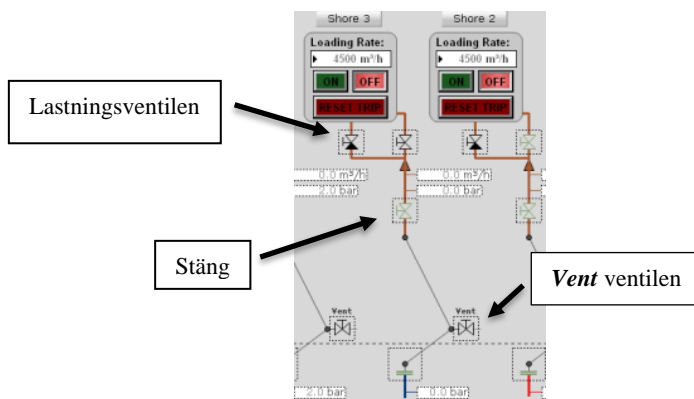 Shore 3
Shore 2
Loading Rate:
Loading Rate:
4500 m³/h
4500 m³/h
ON OFF
ON OFF
RESET TRIP
RESET TRIP
Lastningsventilen
0.0 m³/h
0.0 m³/h
2.0 bar
0.0 bar
Stäng
Vent ventilen
Vent
Vent
2.0 bar
0.0 bar